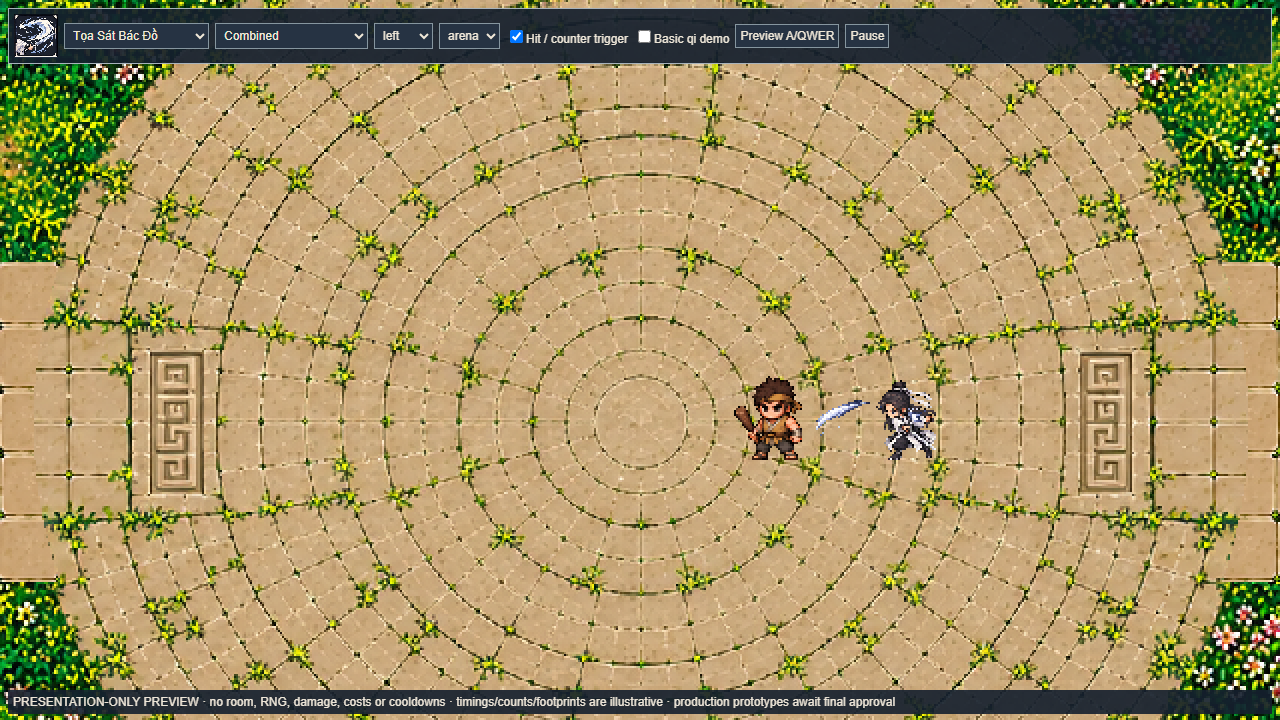 Tọa Sát Bác Đồ Combined left arena Hit / counter trigger Basic qi demo Preview A/QWER Pause
PRESENTATION-ONLY PREVIEW · no room, RNG, damage, costs or cooldowns · timings/counts/footprints are illustrative · production prototypes await final approval